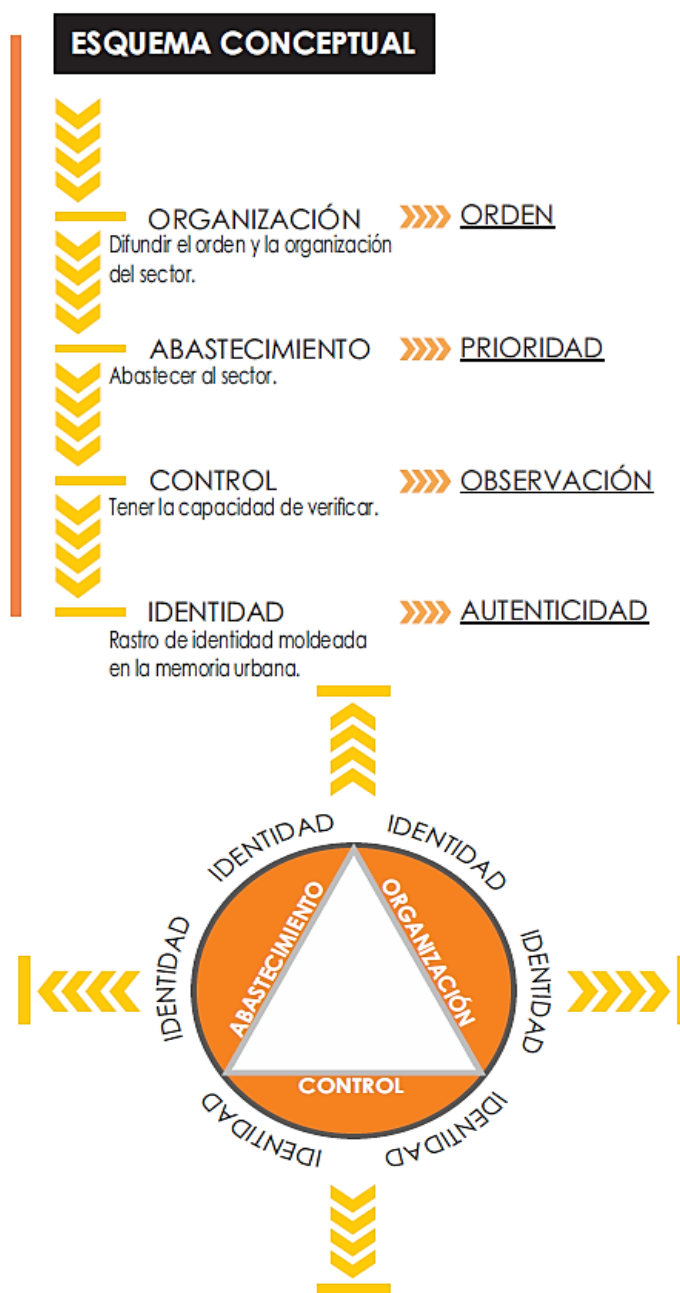 ESQUEMA CONCEPTUAL
ORGANIZACIÓN
ORDEN
Difundir el orden y la organización
del sector.
ABASTECIMIENTO
PRIORIDAD
Abastecer al sector.
CONTROL
OBSERVACIÓN
Tener la capacidad de verificar.
IDENTIDAD
AUTENTICIDAD
Rastro de identidad moldeada
en la memoria urbana.
IDENTIDAD
IDENTIDAD
IDENTIDAD
IDENTIDAD
IDENTIDAD
IDENTIDAD
ABASTECIMIENTO
ORGANIZACIÓN
CONTROL